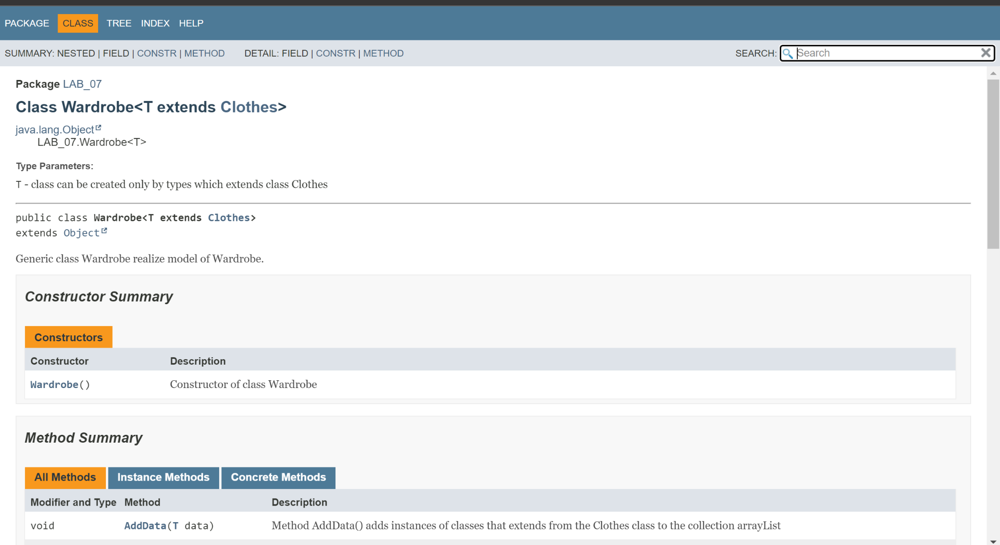 PACKAGE CLASS TREE INDEX HELP
SUMMARY: NESTED | FIELD | CONSTR | METHOD DETAIL: FIELD | CONSTR | METHOD SEARCH: Search
Package LAB_07
Class Wardrobe<T extends Clothes>
java.lang.Object
LAB_07.Wardrobe<T>
Type Parameters:
T - class can be created only by types which extends class Clothes
public class Wardrobe<T extends Clothes>
extends Object
Generic class Wardrobe realize model of Wardrobe.
Constructor Summary
Constructors
Constructor Description
Wardrobe() Constructor of class Wardrobe
Method Summary
All Methods Instance Methods Concrete Methods
Modifier and Type Method Description
void AddData(T data) Method AddData() adds instances of classes that extends from the Clothes class to the collection arrayList